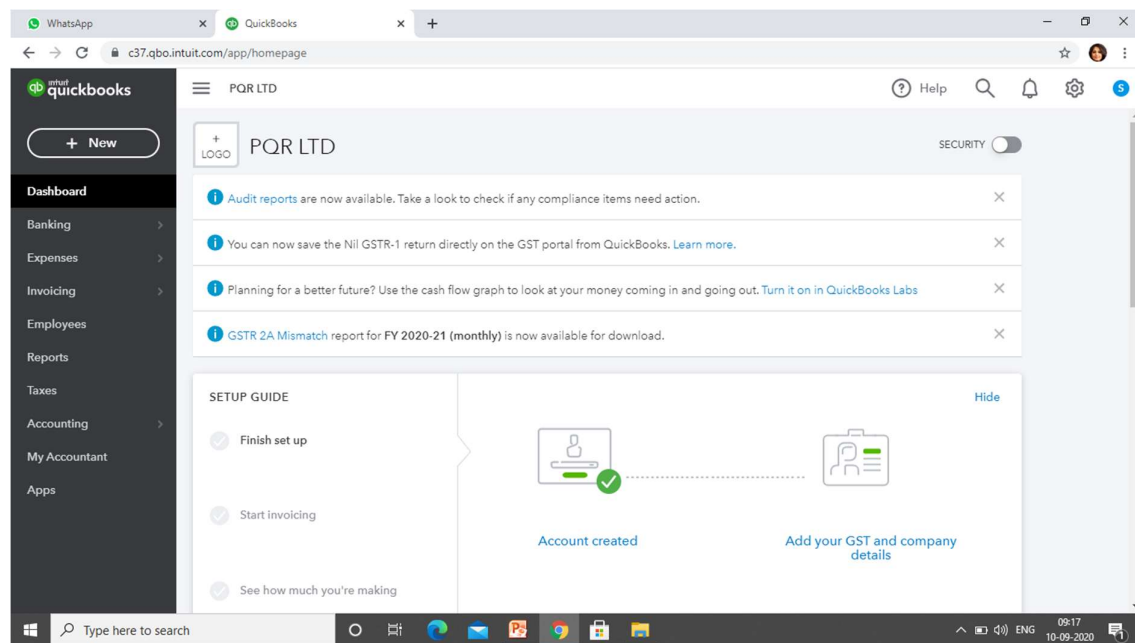 WhatsApp
QuickBooks
c37.qbo.intuit.com/app/homepage
intuit
quickbooks
PQR LTD
Help
S
+ New
+
LOGO
PQR LTD
SECURITY
Dashboard
Banking
Expenses
Invoicing
Employees
Reports
Taxes
Accounting
My Accountant
Apps
Audit reports are now available. Take a look to check if any compliance items need action.
You can now save the Nil GSTR-1 return directly on the GST portal from QuickBooks. Learn more.
Planning for a better future? Use the cash flow graph to look at your money coming in and going out. Turn it on in QuickBooks Labs
GSTR 2A Mismatch report for FY 2020-21 (monthly) is now available for download.
SETUP GUIDE
Hide
Finish set up
Start invoicing
See how much you're making
Account created
Add your GST and company
details
Type here to search
ENG
09:17
10-09-2020